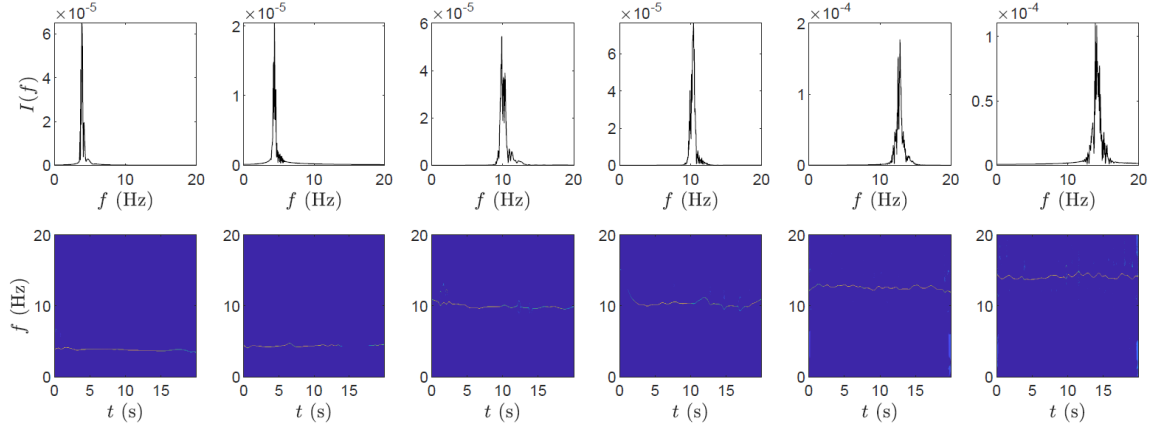 ×10⁻⁵ ×10⁻⁵ ×10⁻⁵ ×10⁻⁵ ×10⁻⁴ ×10⁻⁴
6 2 6 6 2 1
4 1 4 4 1 0.5
2 0 2 2 0 0
0 0 0
I(f)
0 10 20 0 10 20 0 10 20 0 10 20 0 10 20 0 10 20
f (Hz) f (Hz) f (Hz) f (Hz) f (Hz) f (Hz)
20 20 20 20 20 20
10 10 10 10 10 10
0 0 0 0 0 0
f (Hz)
0 5 10 15 0 5 10 15 0 5 10 15 0 5 10 15 0 5 10 15 0 5 10 15 20
t (s) t (s) t (s) t (s) t (s) t (s)